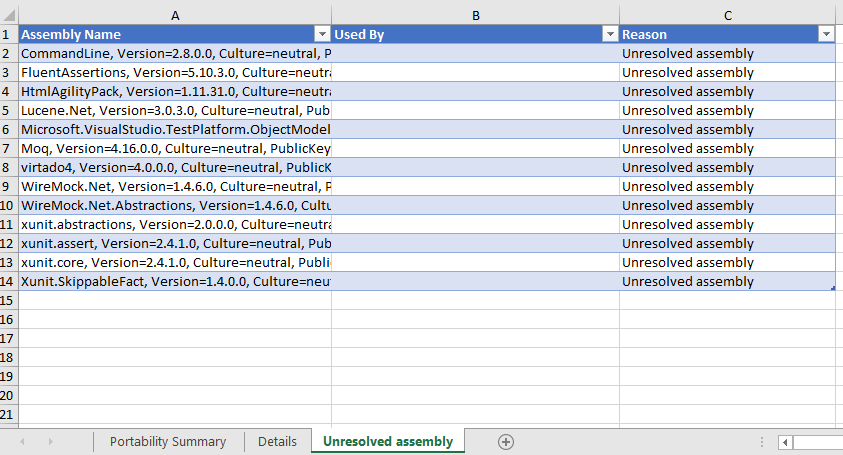 A B C
1 Assembly Name Used By Reason
2 CommandLine, Version=2.8.0.0, Culture=neutral, P Unresolved assembly
3 FluentAssertions, Version=5.10.3.0, Culture=neutra Unresolved assembly
4 HtmlAgilityPack, Version=1.11.31.0, Culture=neutra Unresolved assembly
5 Lucene.Net, Version=3.0.3.0, Culture=neutral, Publ Unresolved assembly
6 Microsoft.VisualStudio.TestPlatform.ObjectModel Unresolved assembly
7 Moq, Version=4.16.0.0, Culture=neutral, PublicKey Unresolved assembly
8 virtado4, Version=4.0.0.0, Culture=neutral, PublicK Unresolved assembly
9 WireMock.Net, Version=1.4.6.0, Culture=neutral, P Unresolved assembly
10 WireMock.Net.Abstractions, Version=1.4.6.0, Cultu Unresolved assembly
11 xunit.abstractions, Version=2.0.0.0, Culture=neutra Unresolved assembly
12 xunit.assert, Version=2.4.1.0, Culture=neutral, Pub Unresolved assembly
13 xunit.core, Version=2.4.1.0, Culture=neutral, Publi Unresolved assembly
14 Xunit.SkippableFact, Version=1.4.0.0, Culture=neut Unresolved assembly
15
16
17
18
19
20
21
Portability Summary Details Unresolved assembly